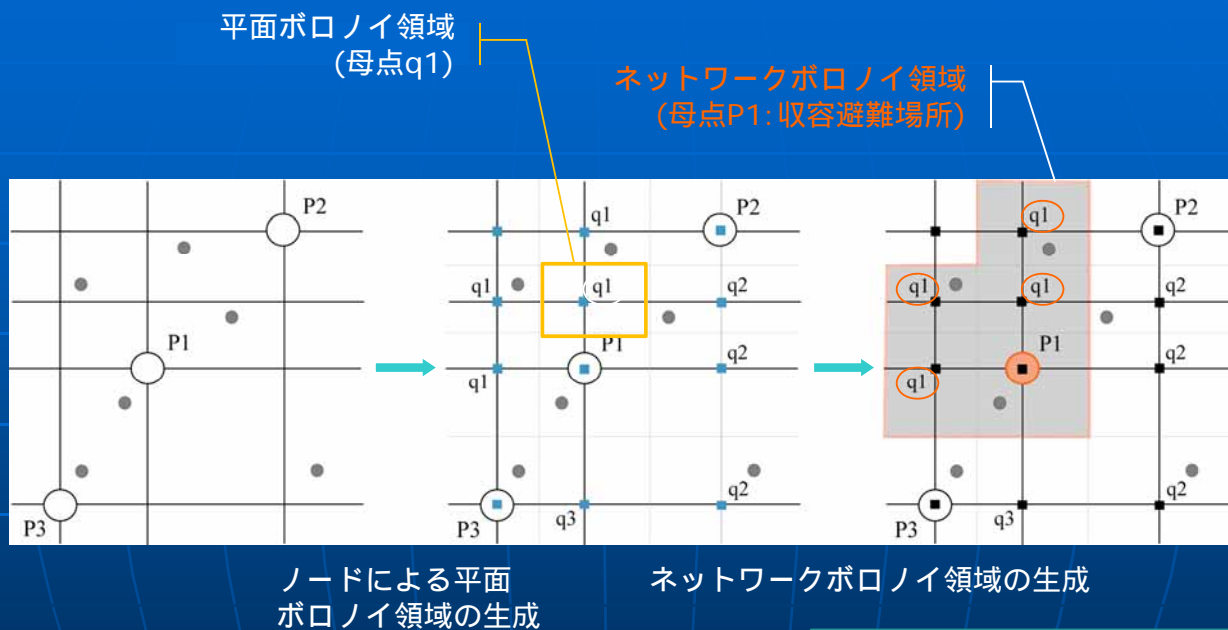 平面ボロノイ領域
(母点q1)
ネットワークボロノイ領域
(母点P1:収容避難場所)
P2
P1
P3
q1
P2
q1
q1
q2
P1
q1
q2
q2
P3
q3
q1
P2
q1
q1
q2
P1
q1
q2
q2
P3
q3
ノードによる平面
ボロノイ領域の生成
ネットワークボロノイ領域の生成